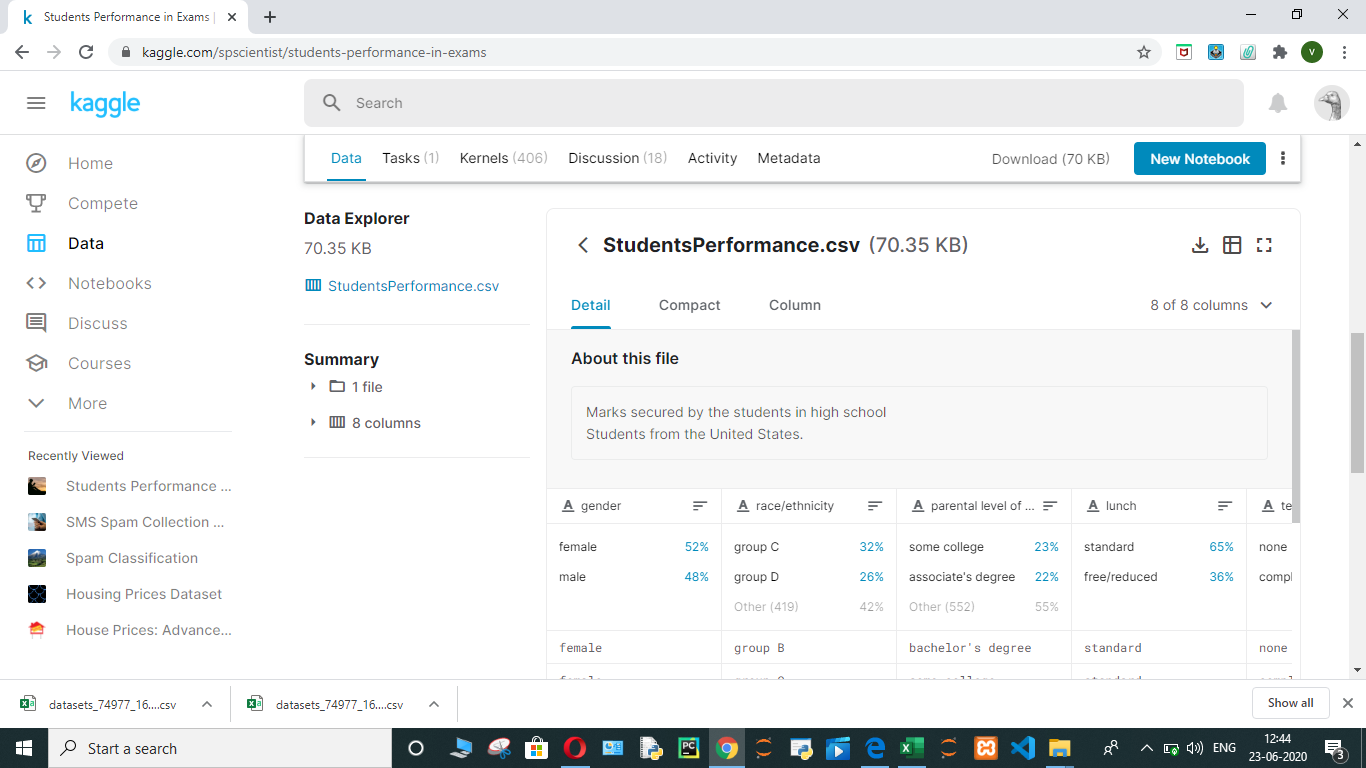 Students Performance in Exams |
kaggle.com/spscientist/students-performance-in-exams
V
kaggle
Search
Home
Compete
Data
Notebooks
Discuss
Courses
More
Recently Viewed
Students Performance ...
SMS Spam Collection ...
Spam Classification
Housing Prices Dataset
House Prices: Advance...
Data Tasks (1) Kernels (406) Discussion (18) Activity Metadata Download (70 KB) New Notebook
Data Explorer
70.35 KB
StudentsPerformance.csv
Summary
1 file
8 columns
StudentsPerformance.csv (70.35 KB)
Detail Compact Column 8 of 8 columns
About this file
Marks secured by the students in high school
Students from the United States.
A gender A race/ethnicity A parental level of ... A lunch A te
female 52% group C 32% some college 23% standard 65% none
male 48% group D 26% associate's degree 22% free/reduced 36% compl
Other (419) 42% Other (552) 55%
female group B bachelor's degree standard none
datasets_74977_16....csv datasets_74977_16....csv Show all
Start a search
ENG
12:44
23-06-2020
3